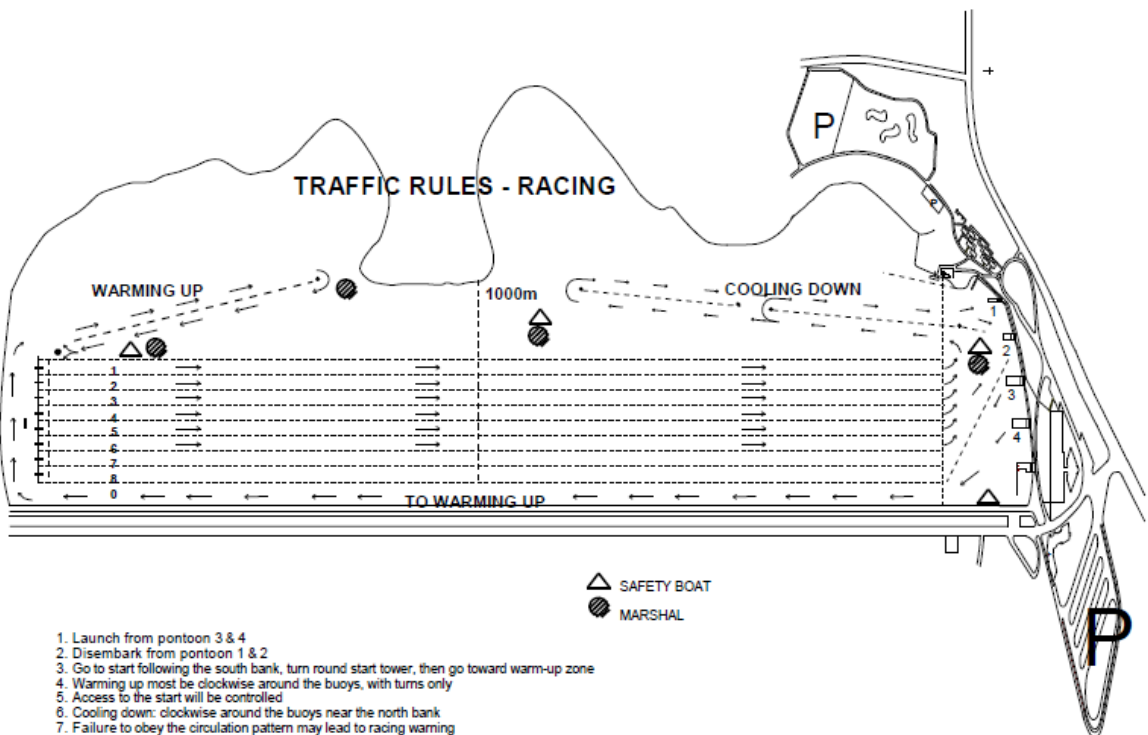 P
TRAFFIC RULES - RACING
P
WARMING UP
1000m
COOLING DOWN
1
2
3
4
1
2
3
4
5
6
7
8
0
TO WARMING UP
SAFETY BOAT
MARSHAL
P
1. Launch from pontoon 3 & 4
2. Disembark from pontoon 1 & 2
3. Go to start following the south bank, turn round start tower, then go toward warm-up zone
4. Warming up most be clockwise around the buoys, with turns only
5. Access to the start will be controlled
6. Cooling down: clockwise around the buoys near the north bank
7. Failure to obey the circulation pattern may lead to racing warning